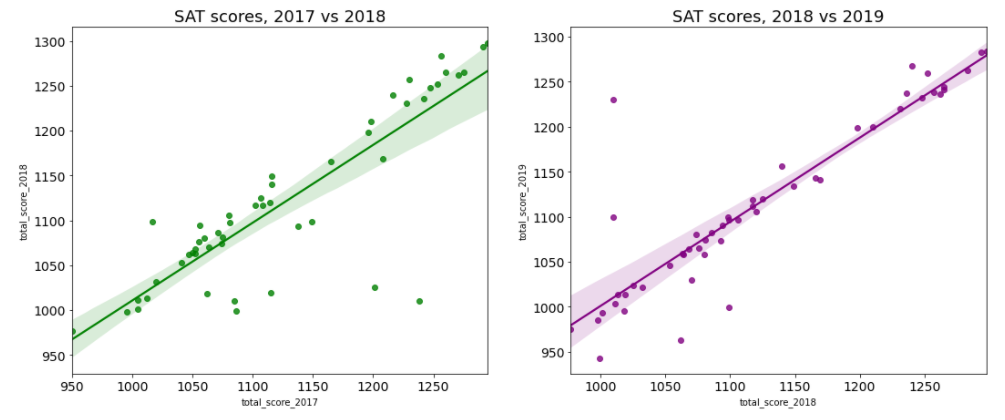 SAT scores, 2017 vs 2018
1300
1250
1200
1150
1100
1050
1000
950
total_score_2018
950 1000 1050 1100 1150 1200 1250
total_score_2017
SAT scores, 2018 vs 2019
1300
1250
1200
1150
1100
1050
1000
950
total_score_2019
1000 1050 1100 1150 1200 1250
total_score_2018